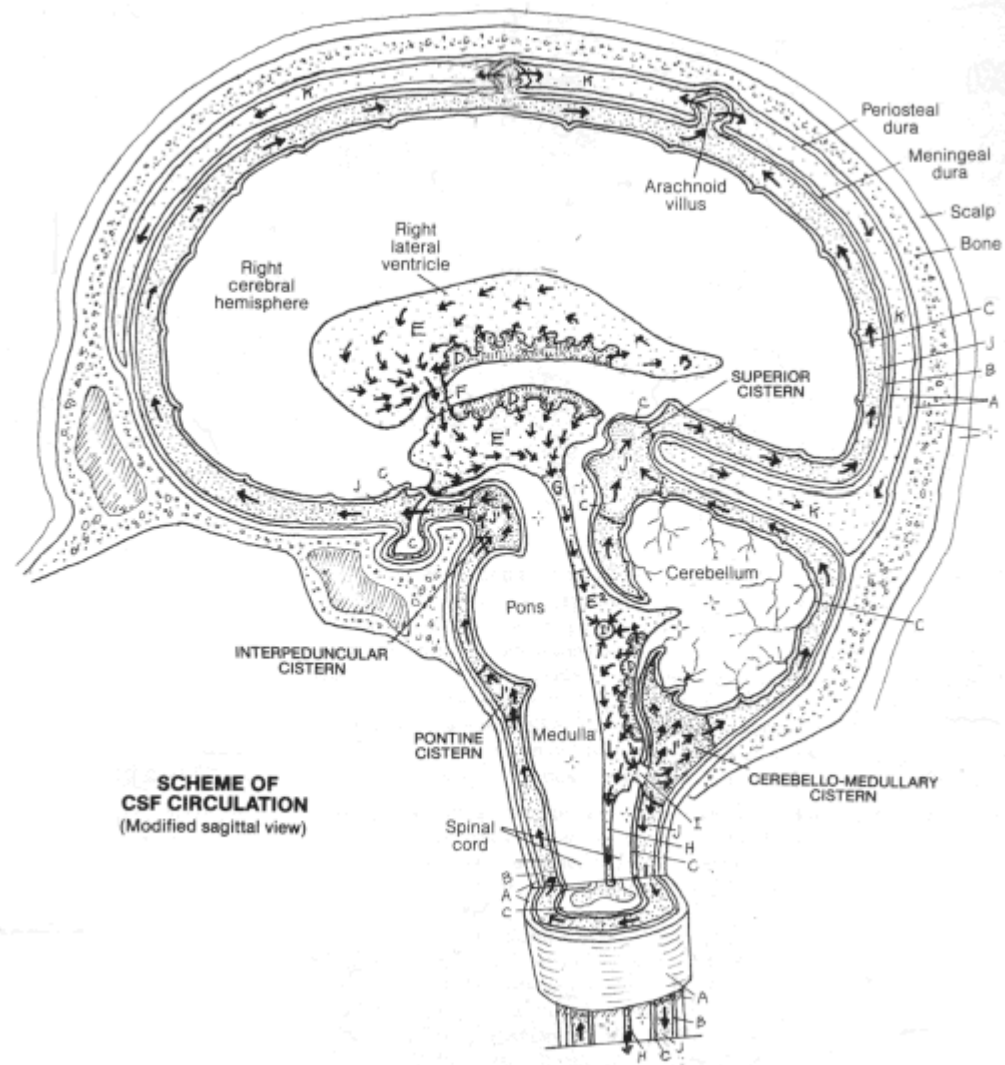 K
K
Periosteal
dura
Meningeal
dura
Arachnoid
villus
Scalp
Bone
Right
lateral
ventricle
Right
cerebral
hemisphere
E
D
F
D
E'
G
K
C
J
B
A
SUPERIOR
CISTERN
C
J
J'
C
K
J
C
J'
C
Cerebellum
Pons
E²
C
INTERPEDUNCULAR
CISTERN
J'
PONTINE
CISTERN
Medulla
J'
CEREBELLO-MEDULLARY
CISTERN
SCHEME OF
CSF CIRCULATION
(Modified sagittal view)
I
J
H
C
Spinal
cord
B
A
C
A
B
J
C
H